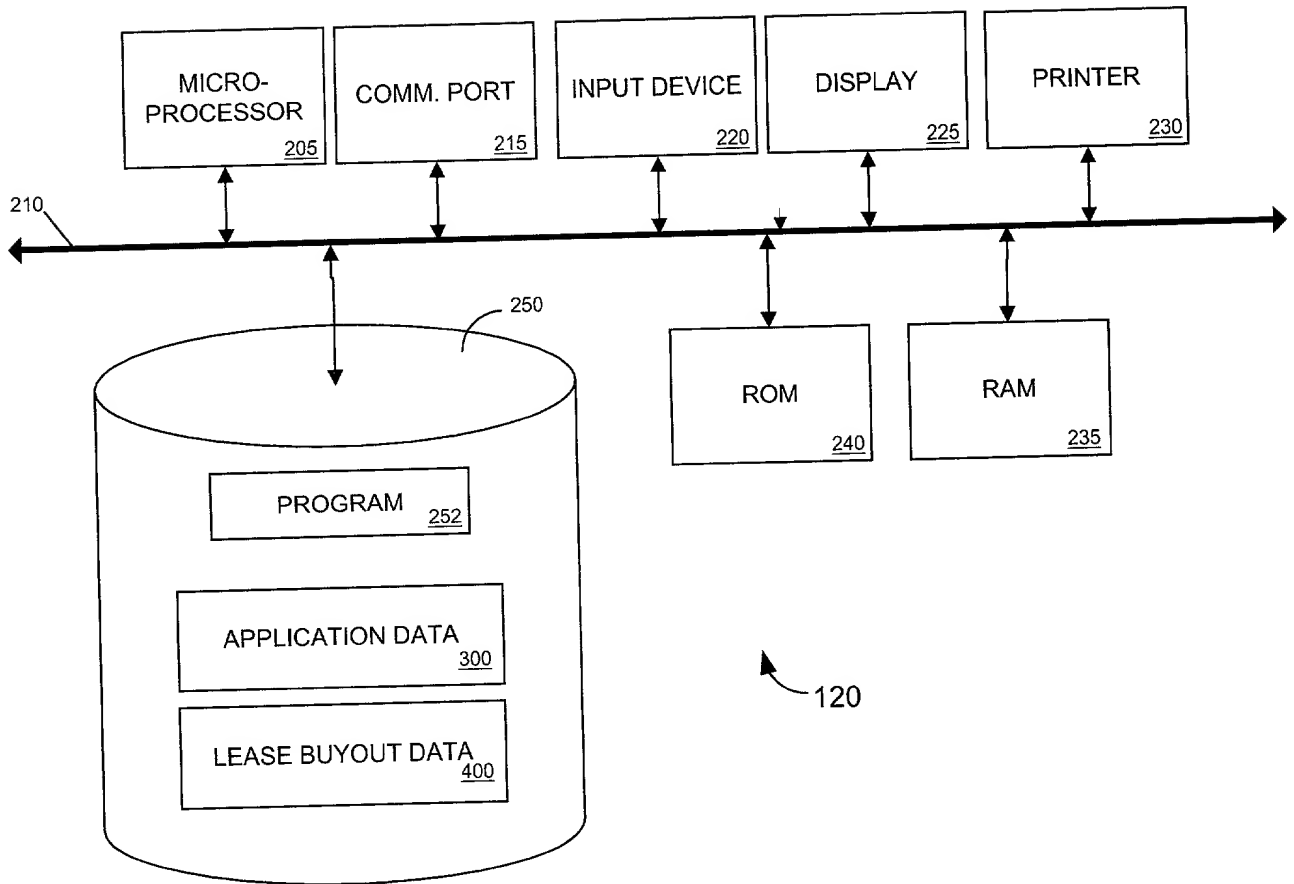 MICRO-
PROCESSOR
205
COMM. PORT
215
INPUT DEVICE
220
DISPLAY
225
PRINTER
230
210
250
ROM
240
RAM
235
PROGRAM
252
APPLICATION DATA
300
LEASE BUYOUT DATA
400
120